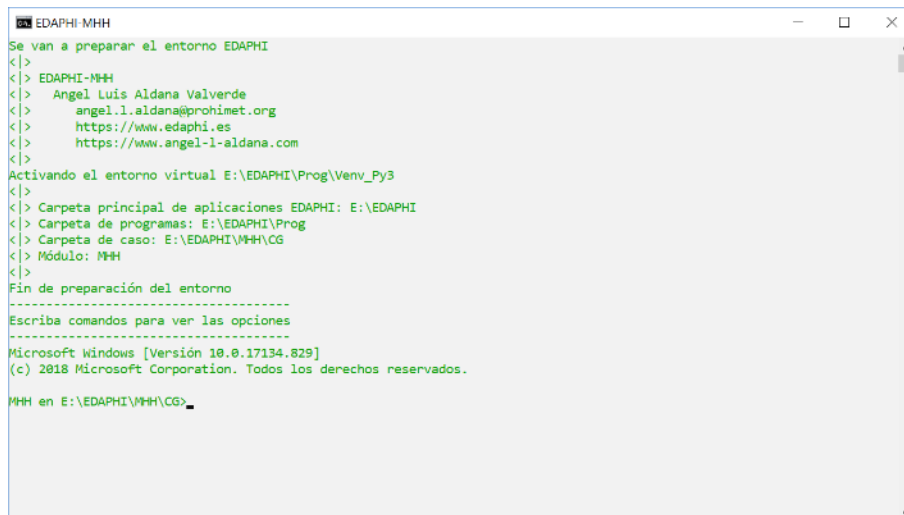 EDAPHI-MHH
Se van a preparar el entorno EDAPHI
<|>
<|> EDAPHI-MHH
<|> Angel Luis Aldana Valverde
<|> angel.l.aldana@prohimet.org
<|> https://www.edaphi.es
<|> https://www.angel-l-aldana.com
<|>
Activando el entorno virtual E:\EDAPHI\Prog\Venv_Py3
<|>
<|> Carpeta principal de aplicaciones EDAPHI: E:\EDAPHI
<|> Carpeta de programas: E:\EDAPHI\Prog
<|> Carpeta de caso: E:\EDAPHI\MHH\CG
<|> Módulo: MHH
<|>
Fin de preparación del entorno
--------------------------------------
Escriba comandos para ver las opciones
--------------------------------------
Microsoft Windows [Versión 10.0.17134.829]
(c) 2018 Microsoft Corporation. Todos los derechos reservados.
MHH en E:\EDAPHI\MHH\CG>